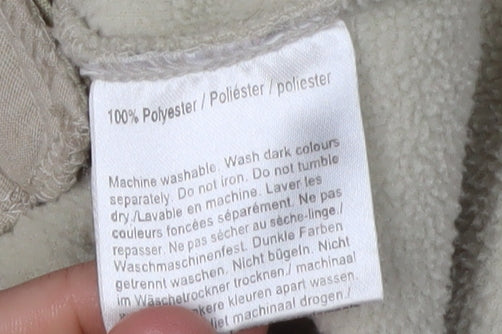 100% Polyester / Poliéster / poliester
Machine washable. Wash dark colours
separately. Do not iron. Do not tumble
dry./Lavable en machine. Laver les
couleurs foncées séparément. Ne pas
repasser. Ne pas sécher au sèche-linge./
Waschmaschinenfest. Dunkle Farben
getrennt waschen. Nicht bügeln. Nicht
im Wäschetrockner trocknen./ machinaal
kere kleuren apart wassen.
iet machinaal drogen./